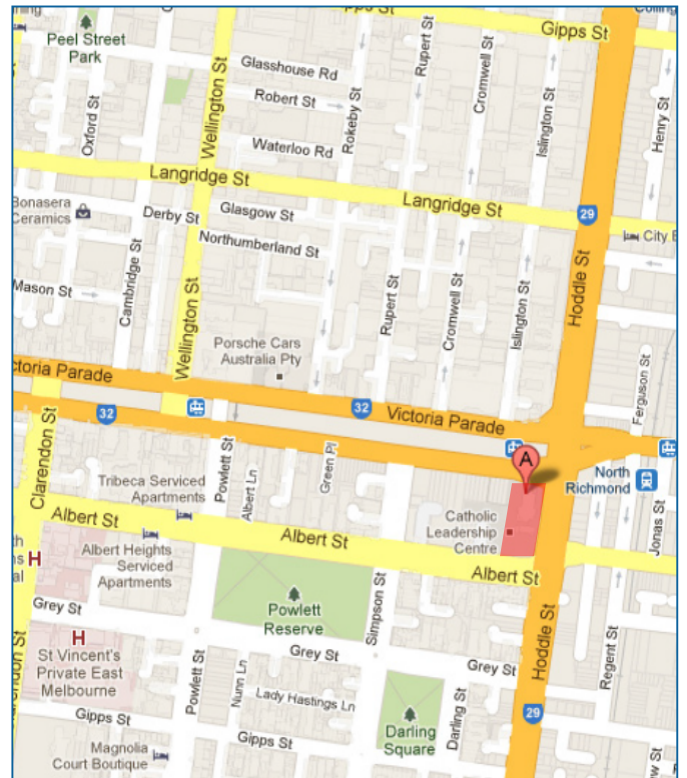 Gipps St
Peel Street
Park
Gipps St
Glasshouse Rd
Robert St
Oxford St
Wellington St
Rokeby St
Rupert St
Cromwell St
Islington St
Henry St
Waterloo Rd
Langridge St
Langridge St
29
Bonasera
Ceramics
Derby St
Glasgow St
Northumberland St
City
Hoddle St
Mason St
Cambridge St
Wellington St
Rupert St
Cromwell St
Islington St
Porsche Cars
Australia Pty
Ferguson St
ctoria Parade
32
32
Victoria Parade
A
Clarendon St
Tribeca Serviced
Apartments
Powlett St
Albert Ln
Green Pl
North
Richmond
Albert St
Albert St
Catholic
Leadership
Centre
Albert St
Jonas St
H
Albert Heights
Serviced
Apartments
Grey St
Powlett
Reserve
Simpson St
Hoddle St
Regent St
H
St Vincent's
Private East
Melbourne
Grey St
Grey St
Powlett St
Nunn Ln
Lady Hastings Ln
Darling St
Darling
Square
29
Gipps St
Gipps St
Magnolia
Court Boutique